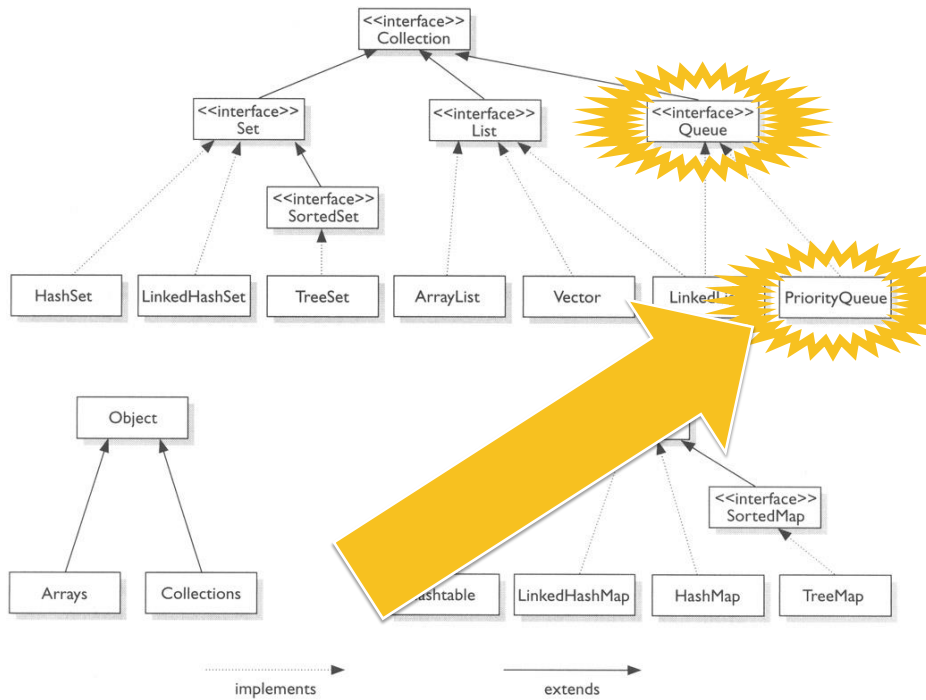 <<interface>>
Collection
<<interface>>
Set
<<interface>>
List
<<interface>>
Queue
<<interface>>
SortedSet
HashSet
LinkedHashSet
TreeSet
ArrayList
Vector
PriorityQueue
Object
<<interface>>
SortedMap
Arrays
Collections
LinkedHashMap
HashMap
TreeMap
implements
extends